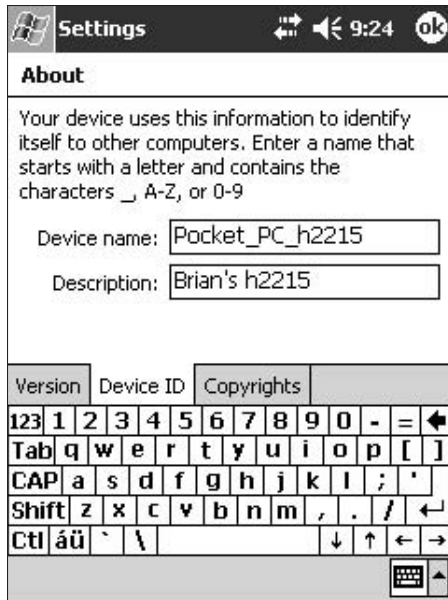 Settings 9:24 ok
About
Your device uses this information to identify
itself to other computers. Enter a name that
starts with a letter and contains the
characters _, A-Z, or 0-9
Device name: Pocket_PC_h2215
Description: Brian's h2215
Version Device ID Copyrights
123 1 2 3 4 5 6 7 8 9 0 - = 
Tab q w e r t y u i o p [ ]
CAP a s d f g h j k l ; '
Shift z x c v b n m , . /
Ctl áü ` \